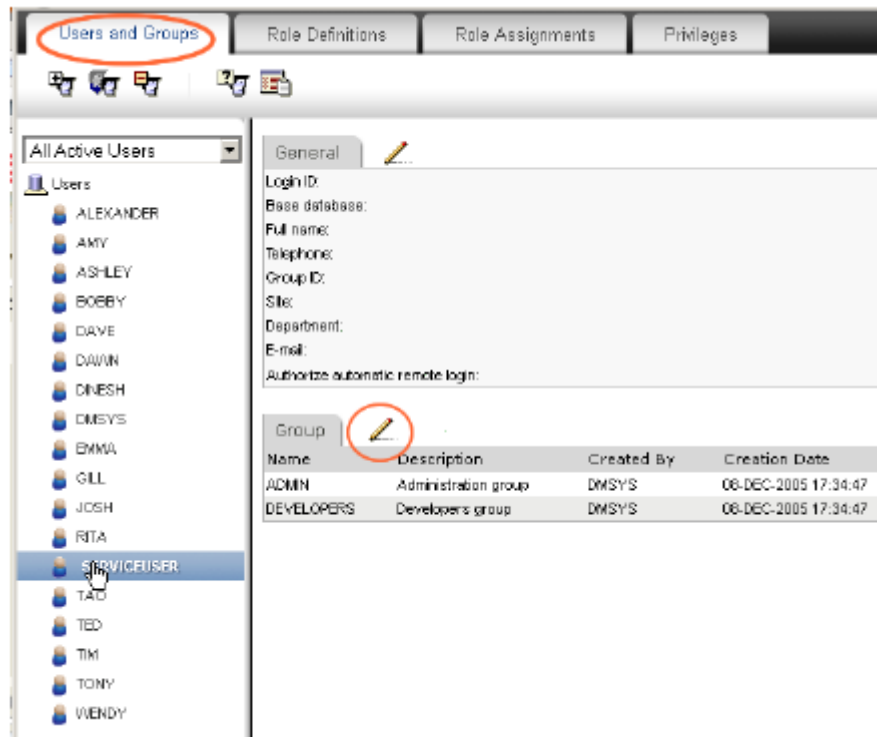 Users and Groups Role Definitions Role Assignments Privileges
All Active Users
Users
ALEXANDER
AMY
ASHLEY
BOBBY
DAVE
DAWN
DINESH
DMSYS
EMMA
GILL
JOSH
RITA
SERVICEUSER
TAO
TED
TIM
TONY
WENDY
General
Login ID:
Base database:
Full name:
Telephone:
Group ID:
Site:
Department:
E-mail:
Authorize automatic remote login:
Group
Name Description Created By Creation Date
ADMIN Administration group DMSYS 08-DEC-2005 17:34:47
DEVELOPERS Developers group DMSYS 08-DEC-2005 17:34:47